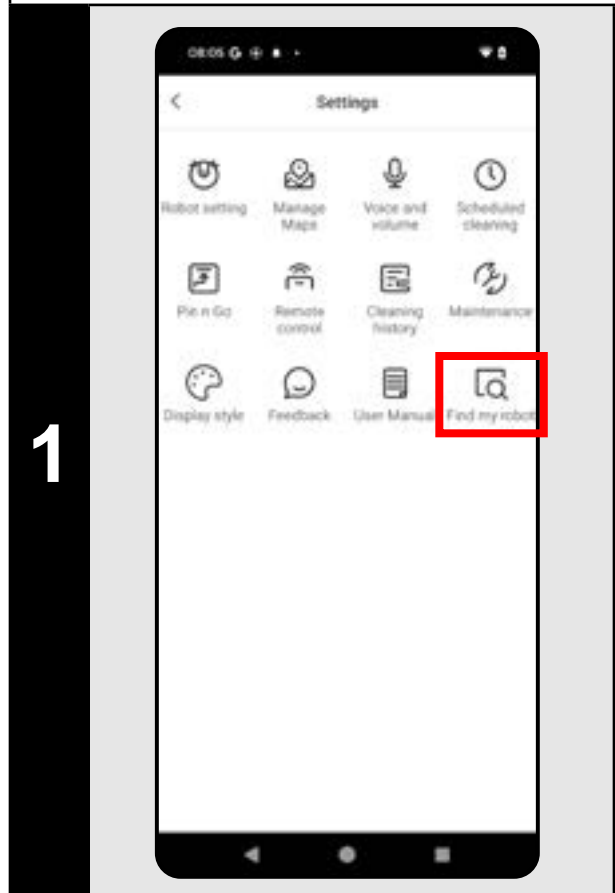 08:05 G
Settings
Robot setting
Manage
Maps
Voice and
volume
Scheduled
cleaning
Pin n Go
Remote
control
Cleaning
history
Maintenance
Display style
Feedback
User Manual
Find my robot
1